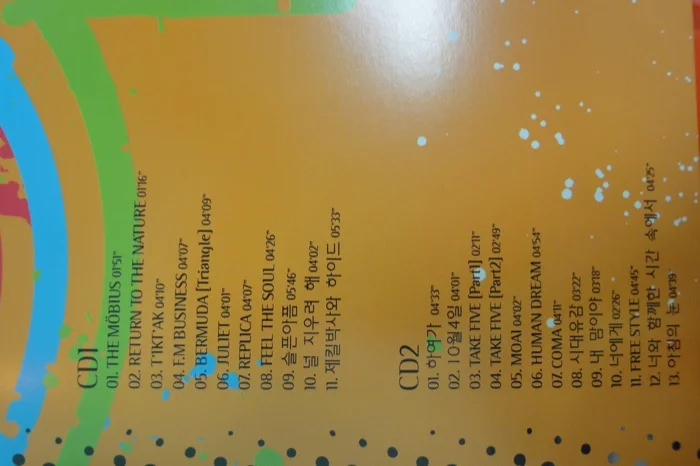 CD1
01. THE MÖBIUS 01'51"
02. RETURN TO THE NATURE 01'16"
03. T'IKT'AK 04'10"
04. F.M BUSINESS 04'07"
05. BERMUDA [Triangle] 04'09"
06. JULIET 04'01"
07. REPLICA 04'07"
08. FEEL THE SOUL 04'26"
09. 슬픈아픔 05'46"
10. 널 지우려 해 04'02"
11. 제킬박사와 하이드 05'33"
CD2
01. 하여가 04'33"
02. 10월4일 04'01"
03. TAKE FIVE [Part1] 02'11"
04. TAKE FIVE [Part2] 02'49"
05. MOAI 04'02"
06. HUMAN DREAM 04'54"
07. COMA 04'11"
08. 시대유감 03'22"
09. 내 맘이야 03'18"
10. 너에게 02'26"
11. FREE STYLE 04'45"
12. 너와 함께한 시간 속에서 04'25"
13. 아침의 눈 04'39"